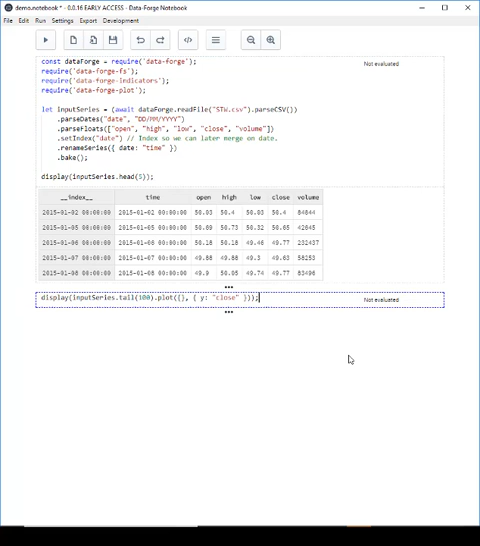 demo.notebook * - 0.0.16 EARLY ACCESS - Data-Forge Notebook
File Edit Run Settings Export Development
const dataForge = require('data-forge');
require('data-forge-fs');
require('data-forge-indicators');
require('data-forge-plot');
let inputSeries = (await dataForge.readFile("STW.csv").parseCSV())
.parseDates("date", "DD/MM/YYYY")
.parseFloats(["open", "high", "low", "close", "volume"])
.setIndex("date") // Index so we can later merge on date.
.renameSeries({ date: "time" })
.bake();
display(inputSeries.head(5));
Not evaluated
__index__ time open high low close volume
2015-01-02 00:00:00 2015-01-02 00:00:00 50.03 50.4 50.03 50.4 84844
2015-01-05 00:00:00 2015-01-05 00:00:00 50.69 50.73 50.32 50.65 42645
2015-01-06 00:00:00 2015-01-06 00:00:00 50.18 50.18 49.46 49.77 232437
2015-01-07 00:00:00 2015-01-07 00:00:00 49.68 49.68 49.3 49.63 58253
2015-01-08 00:00:00 2015-01-08 00:00:00 49.9 50.05 49.74 49.77 83496
display(inputSeries.tail(100).plot({}, { y: "close" }));
Not evaluated